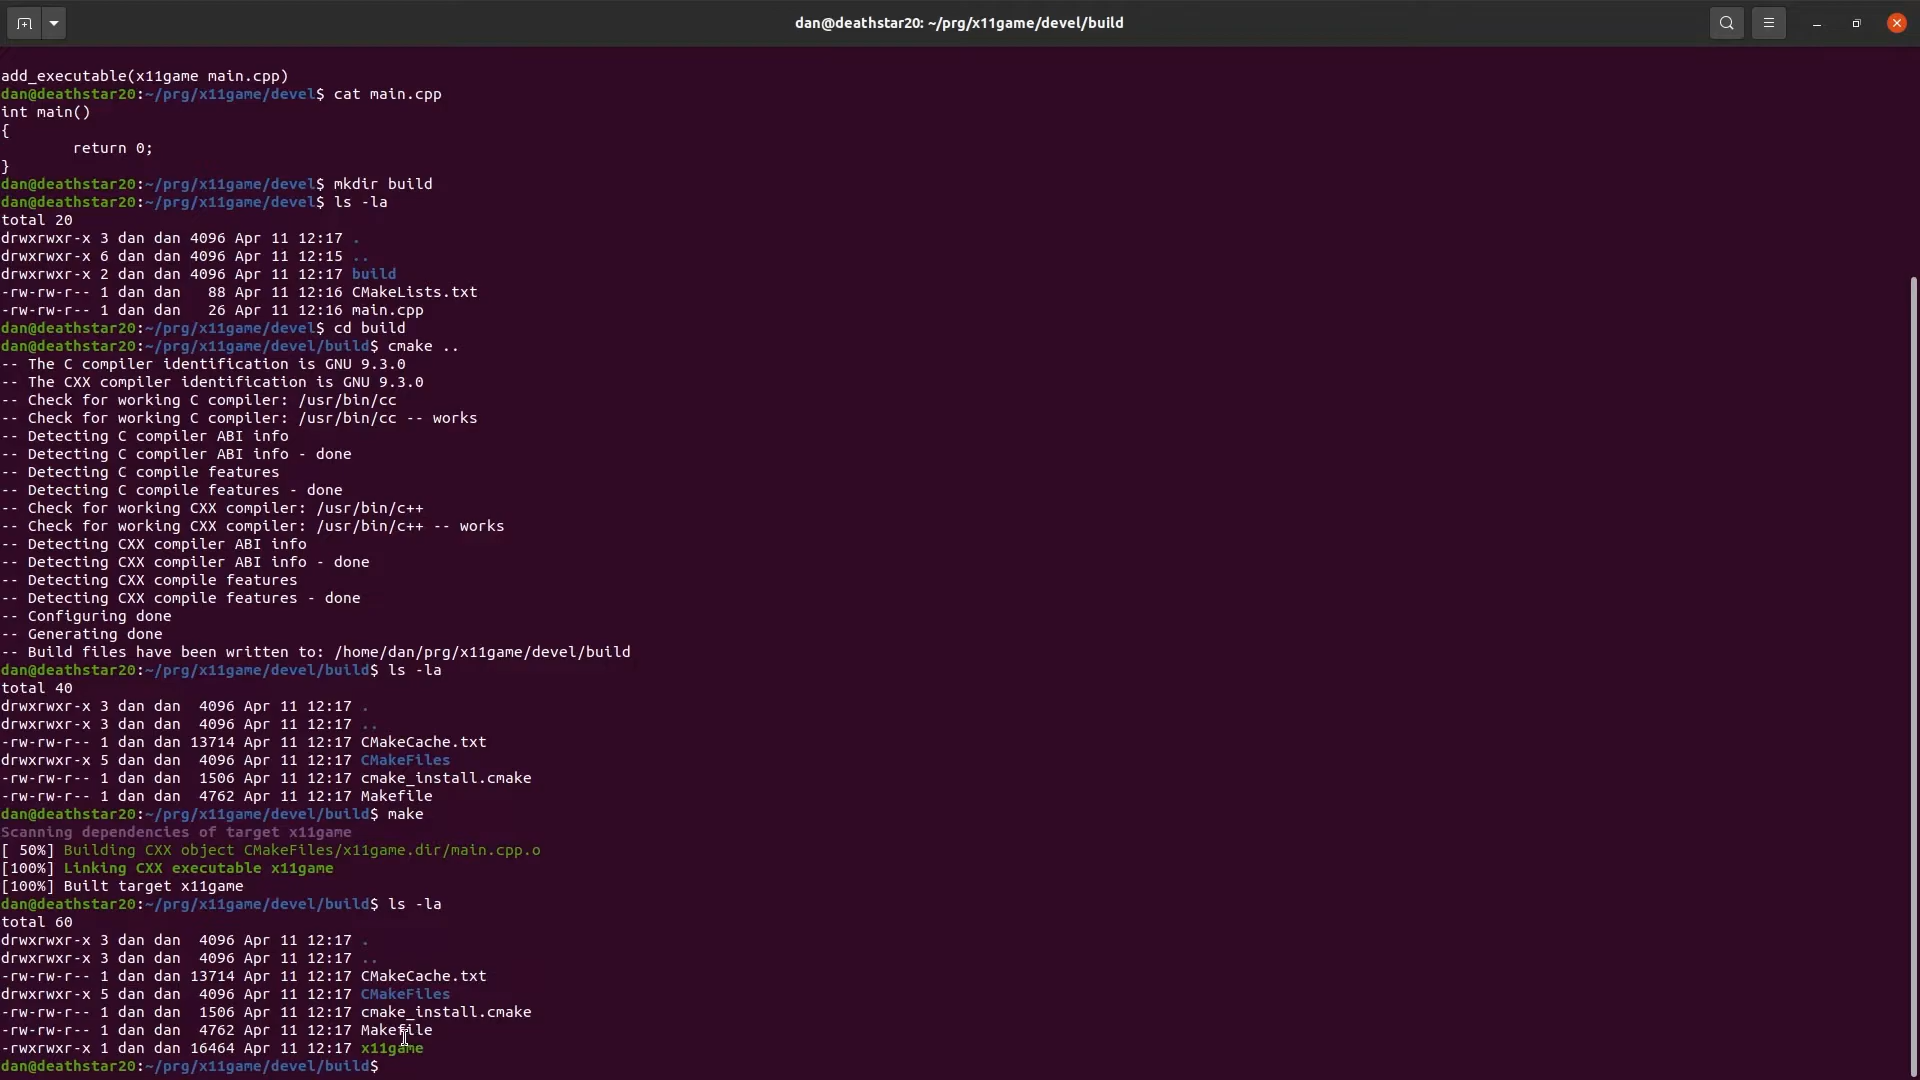 dan@deathstar20: ~/prg/x11game/devel/build
add_executable(x11game main.cpp)
dan@deathstar20:~/prg/x11game/devel$ cat main.cpp
int main()
{
        return 0;
}
dan@deathstar20:~/prg/x11game/devel$ mkdir build
dan@deathstar20:~/prg/x11game/devel$ ls -la
total 20
drwxrwxr-x 3 dan dan 4096 Apr 11 12:17 .
drwxrwxr-x 6 dan dan 4096 Apr 11 12:15 ..
drwxrwxr-x 2 dan dan 4096 Apr 11 12:17 build
-rw-rw-r-- 1 dan dan   88 Apr 11 12:16 CMakeLists.txt
-rw-rw-r-- 1 dan dan   26 Apr 11 12:16 main.cpp
dan@deathstar20:~/prg/x11game/devel$ cd build
dan@deathstar20:~/prg/x11game/devel/build$ cmake ..
-- The C compiler identification is GNU 9.3.0
-- The CXX compiler identification is GNU 9.3.0
-- Check for working C compiler: /usr/bin/cc
-- Check for working C compiler: /usr/bin/cc -- works
-- Detecting C compiler ABI info
-- Detecting C compiler ABI info - done
-- Detecting C compile features
-- Detecting C compile features - done
-- Check for working CXX compiler: /usr/bin/c++
-- Check for working CXX compiler: /usr/bin/c++ -- works
-- Detecting CXX compiler ABI info
-- Detecting CXX compiler ABI info - done
-- Detecting CXX compile features
-- Detecting CXX compile features - done
-- Configuring done
-- Generating done
-- Build files have been written to: /home/dan/prg/x11game/devel/build
dan@deathstar20:~/prg/x11game/devel/build$ ls -la
total 40
drwxrwxr-x 3 dan dan  4096 Apr 11 12:17 .
drwxrwxr-x 3 dan dan  4096 Apr 11 12:17 ..
-rw-rw-r-- 1 dan dan 13714 Apr 11 12:17 CMakeCache.txt
drwxrwxr-x 5 dan dan  4096 Apr 11 12:17 CMakeFiles
-rw-rw-r-- 1 dan dan  1506 Apr 11 12:17 cmake_install.cmake
-rw-rw-r-- 1 dan dan  4762 Apr 11 12:17 Makefile
dan@deathstar20:~/prg/x11game/devel/build$ make
Scanning dependencies of target x11game
[ 50%] Building CXX object CMakeFiles/x11game.dir/main.cpp.o
[100%] Linking CXX executable x11game
[100%] Built target x11game
dan@deathstar20:~/prg/x11game/devel/build$ ls -la
total 60
drwxrwxr-x 3 dan dan  4096 Apr 11 12:17 .
drwxrwxr-x 3 dan dan  4096 Apr 11 12:17 ..
-rw-rw-r-- 1 dan dan 13714 Apr 11 12:17 CMakeCache.txt
drwxrwxr-x 5 dan dan  4096 Apr 11 12:17 CMakeFiles
-rw-rw-r-- 1 dan dan  1506 Apr 11 12:17 cmake_install.cmake
-rw-rw-r-- 1 dan dan  4762 Apr 11 12:17 Makefile
-rwxrwxr-x 1 dan dan 16464 Apr 11 12:17 x11game
dan@deathstar20:~/prg/x11game/devel/build$